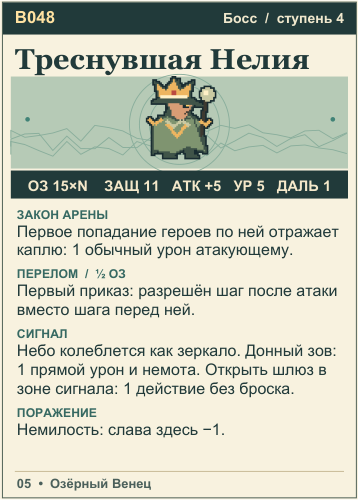 B048
Босс / ступень 4
Треснувшая Нелия
ОЗ 15×N ЗАЩ 11 АТК +5 УР 5 ДАЛЬ 1
ЗАКОН АРЕНЫ
Первое попадание героев по ней отражает
каплю: 1 обычный урон атакующему.
ПЕРЕЛОМ / ½ ОЗ
Первый приказ: разрешён шаг после атаки
вместо шага перед ней.
СИГНАЛ
Небо колеблется как зеркало. Донный зов:
1 прямой урон и немота. Открыть шлюз в
зоне сигнала: 1 действие без броска.
ПОРАЖЕНИЕ
Немилость: слава здесь −1.
05 • Озёрный Венец